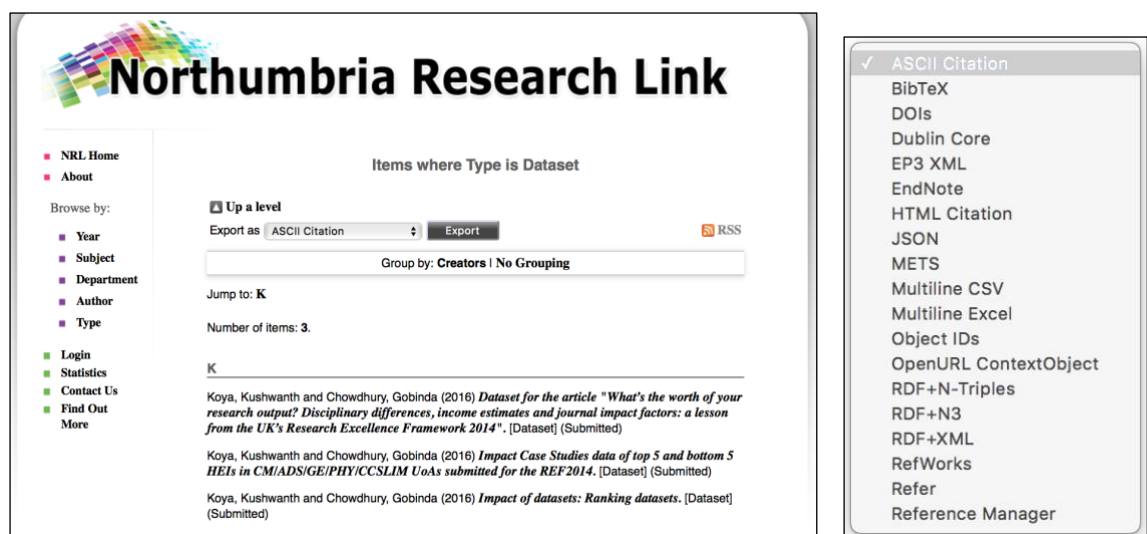 Northumbria Research Link
NRL Home
About
Browse by:
Year
Subject
Department
Author
Type
Login
Statistics
Contact Us
Find Out
More
Items where Type is Dataset
Up a level
Export as ASCII Citation Export RSS
Group by: Creators | No Grouping
Jump to: K
Number of items: 3.
K
Koya, Kushwanth and Chowdhury, Gobinda (2016) Dataset for the article "What's the worth of your
research output? Disciplinary differences, income estimates and journal impact factors: a lesson
from the UK's Research Excellence Framework 2014". [Dataset] (Submitted)
Koya, Kushwanth and Chowdhury, Gobinda (2016) Impact Case Studies data of top 5 and bottom 5
HEIs in CM/ADS/GE/PHY/CCSLIM UoAs submitted for the REF2014. [Dataset] (Submitted)
Koya, Kushwanth and Chowdhury, Gobinda (2016) Impact of datasets: Ranking datasets. [Dataset]
(Submitted)
✓ ASCII Citation
BibTeX
DOIs
Dublin Core
EP3 XML
EndNote
HTML Citation
JSON
METS
Multiline CSV
Multiline Excel
Object IDs
OpenURL ContextObject
RDF+N-Triples
RDF+N3
RDF+XML
RefWorks
Refer
Reference Manager